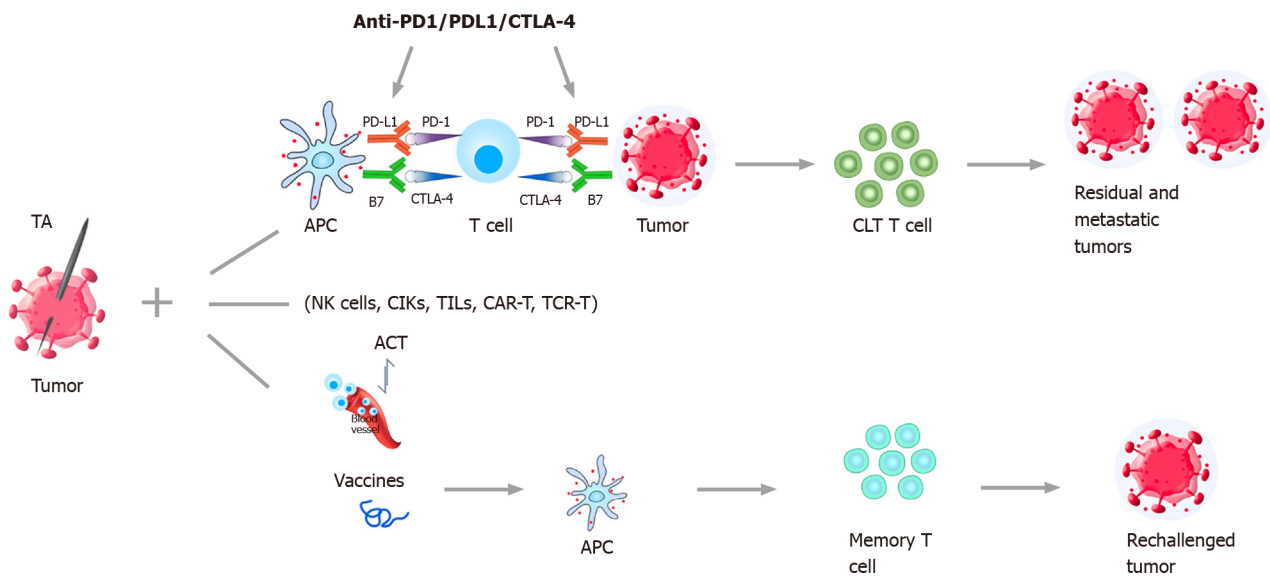 Anti-PD1/PDL1/CTLA-4
PD-L1
PD-1
PD-1
PD-L1
B7
CTLA-4
CTLA-4
B7
APC
T cell
Tumor
CLT T cell
Residual and
metastatic
tumors
TA
Tumor
+
(NK cells, CIKs, TILs, CAR-T, TCR-T)
ACT
Blood
vessel
Vaccines
APC
Memory T
cell
Rechallenged
tumor